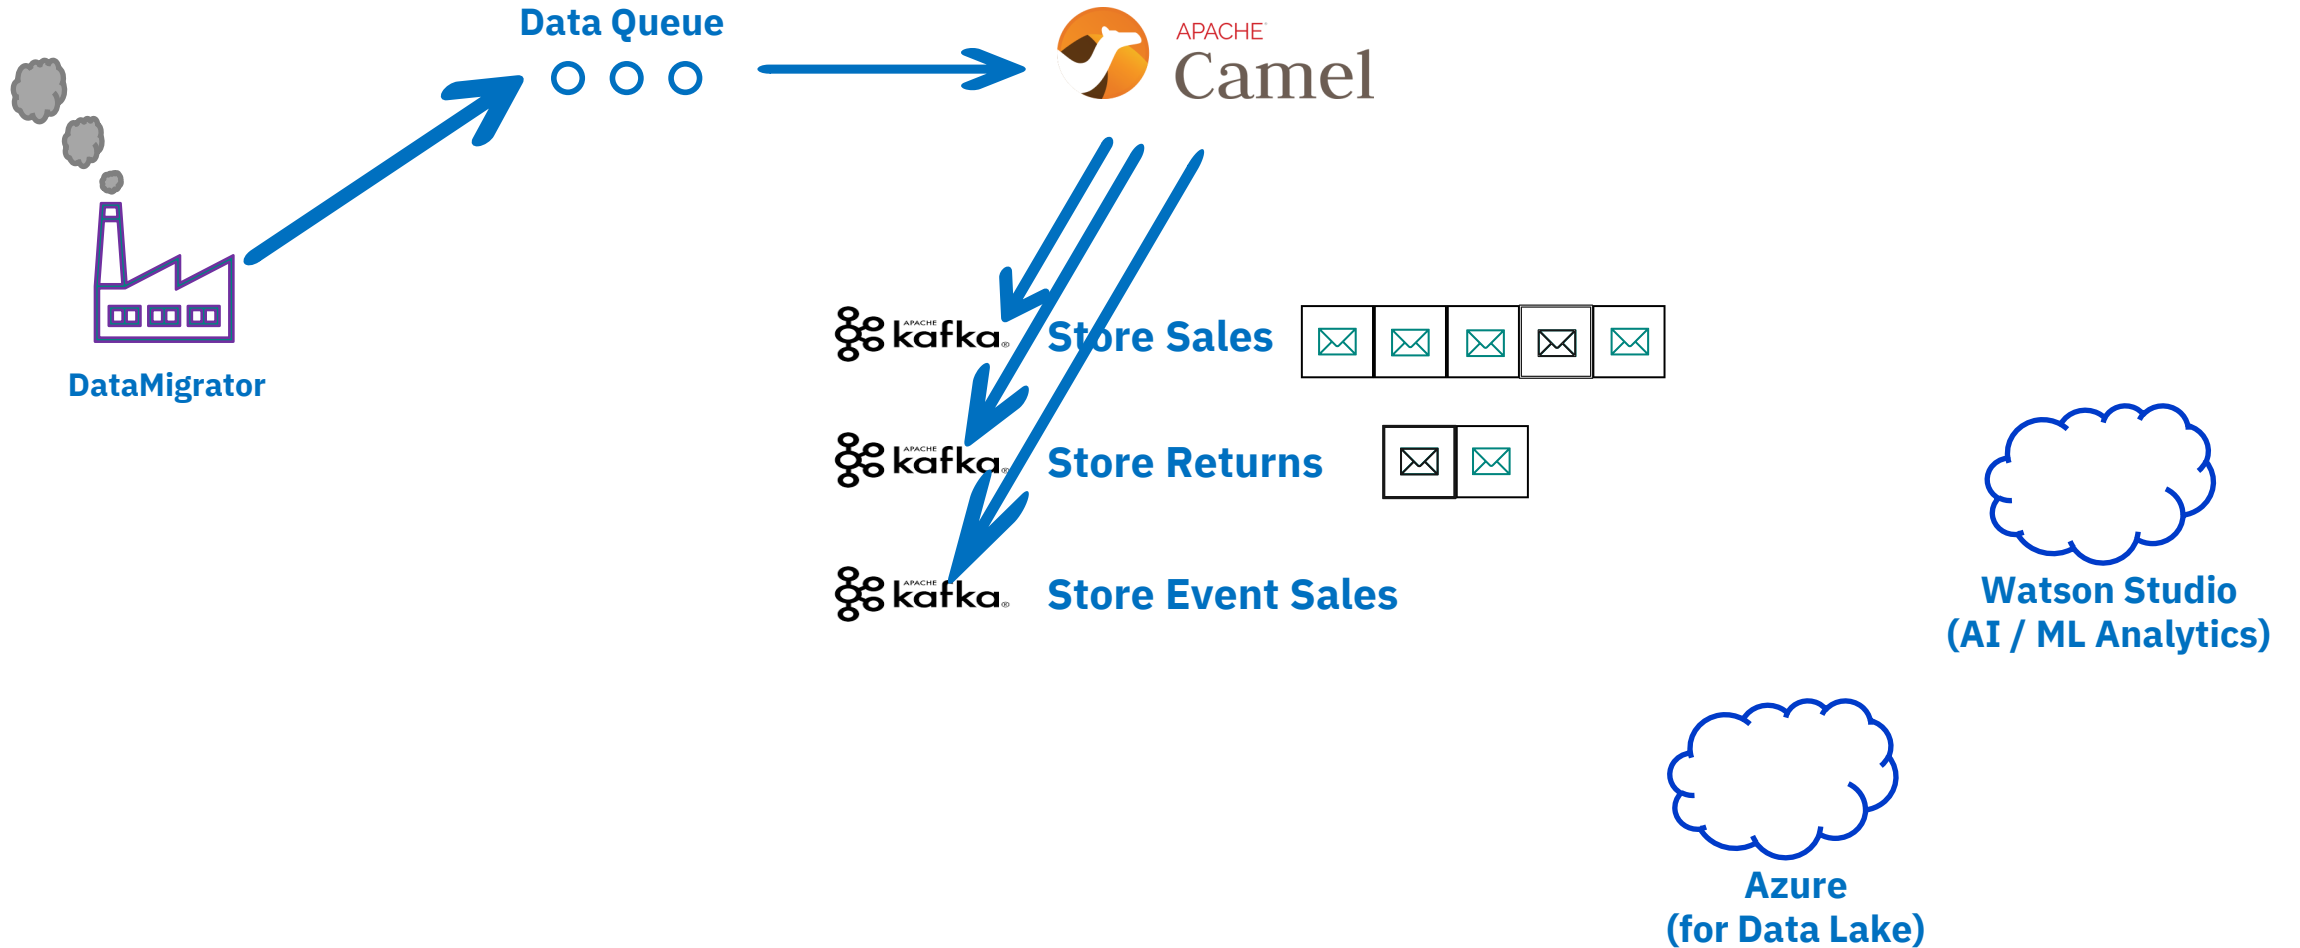 Data Queue
APACHE
Camel
DataMigrator
APACHE
kafka®
Store Sales
APACHE
kafka®
Store Returns
APACHE
kafka®
Store Event Sales
Watson Studio
(AI / ML Analytics)
Azure
(for Data Lake)